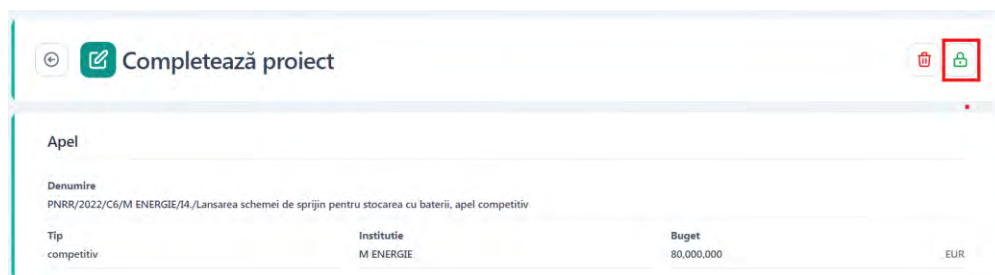 Completează proiect
Apel
Denumire
PNRR/2022/C6/M ENERGIE/I4./Lansarea schemei de sprijin pentru stocarea cu baterii, apel competitiv
Tip Institutie Buget
competitiv M ENERGIE 80,000,000 EUR